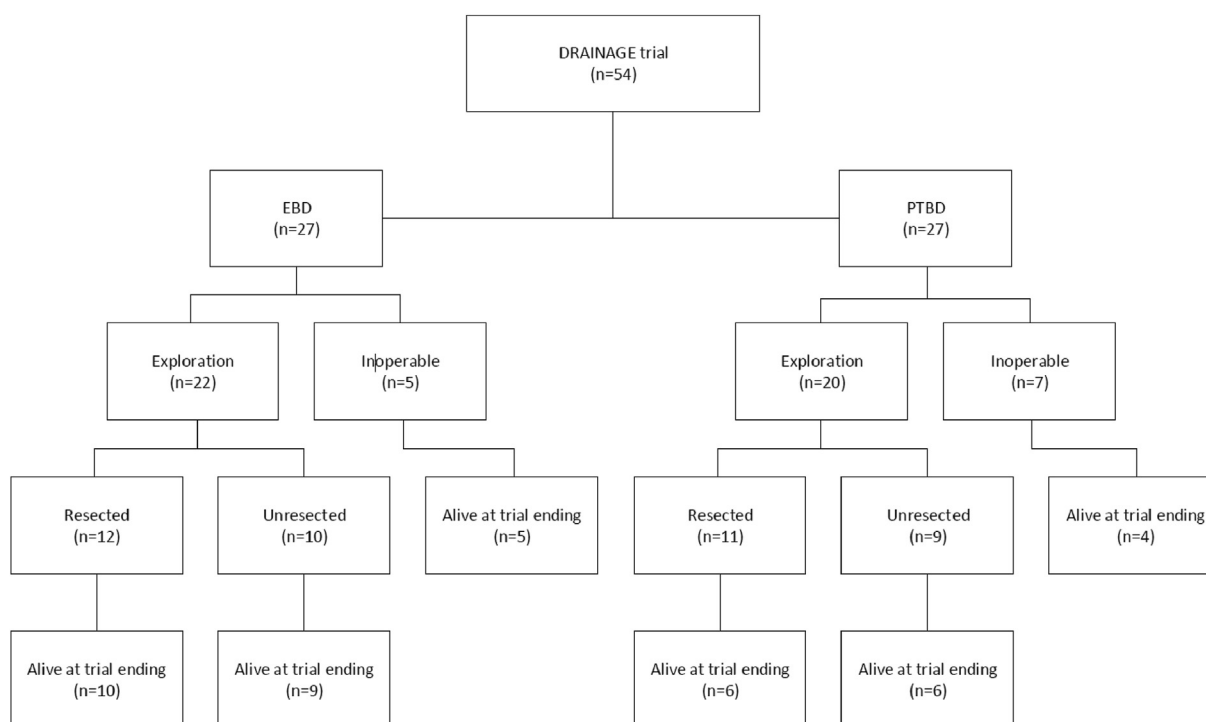 DRAINAGE trial
(n=54)
EBD
(n=27)
PTBD
(n=27)
Exploration
(n=22)
Inoperable
(n=5)
Exploration
(n=20)
Inoperable
(n=7)
Resected
(n=12)
Unresected
(n=10)
Alive at trial ending
(n=5)
Resected
(n=11)
Unresected
(n=9)
Alive at trial ending
(n=4)
Alive at trial ending
(n=10)
Alive at trial ending
(n=9)
Alive at trial ending
(n=6)
Alive at trial ending
(n=6)